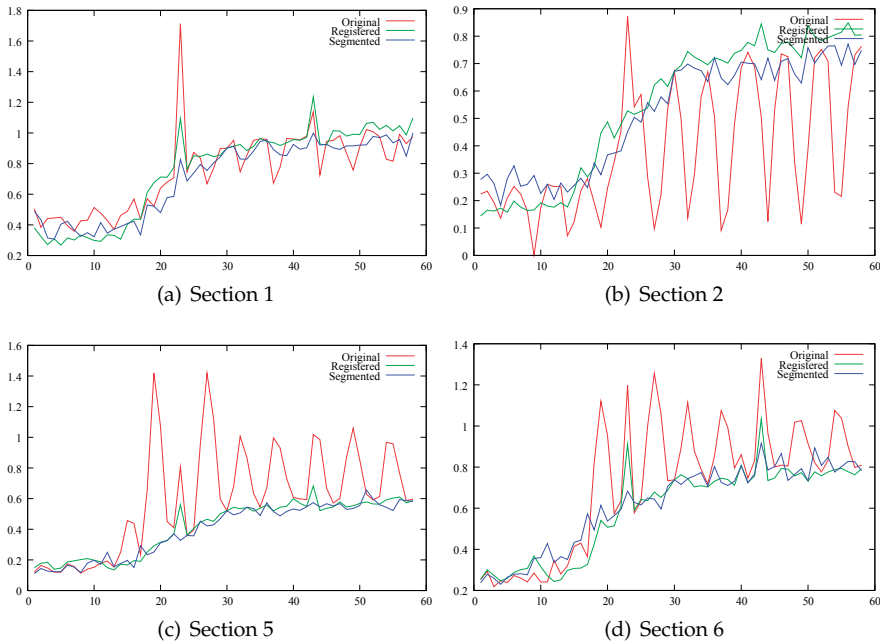 1.8
1.6
1.4
1.2
1
0.8
0.6
0.4
0.2
0 10 20 30 40 50 60
Original
Registered
Segmented
(a) Section 1
0.9
0.8
0.7
0.6
0.5
0.4
0.3
0.2
0.1
0
0 10 20 30 40 50 60
Original
Registered
Segmented
(b) Section 2
1.6
1.4
1.2
1
0.8
0.6
0.4
0.2
0
0 10 20 30 40 50 60
Original
Registered
Segmented
(c) Section 5
1.4
1.2
1
0.8
0.6
0.4
0.2
0 10 20 30 40 50 60
Original
Registered
Segmented
(d) Section 6